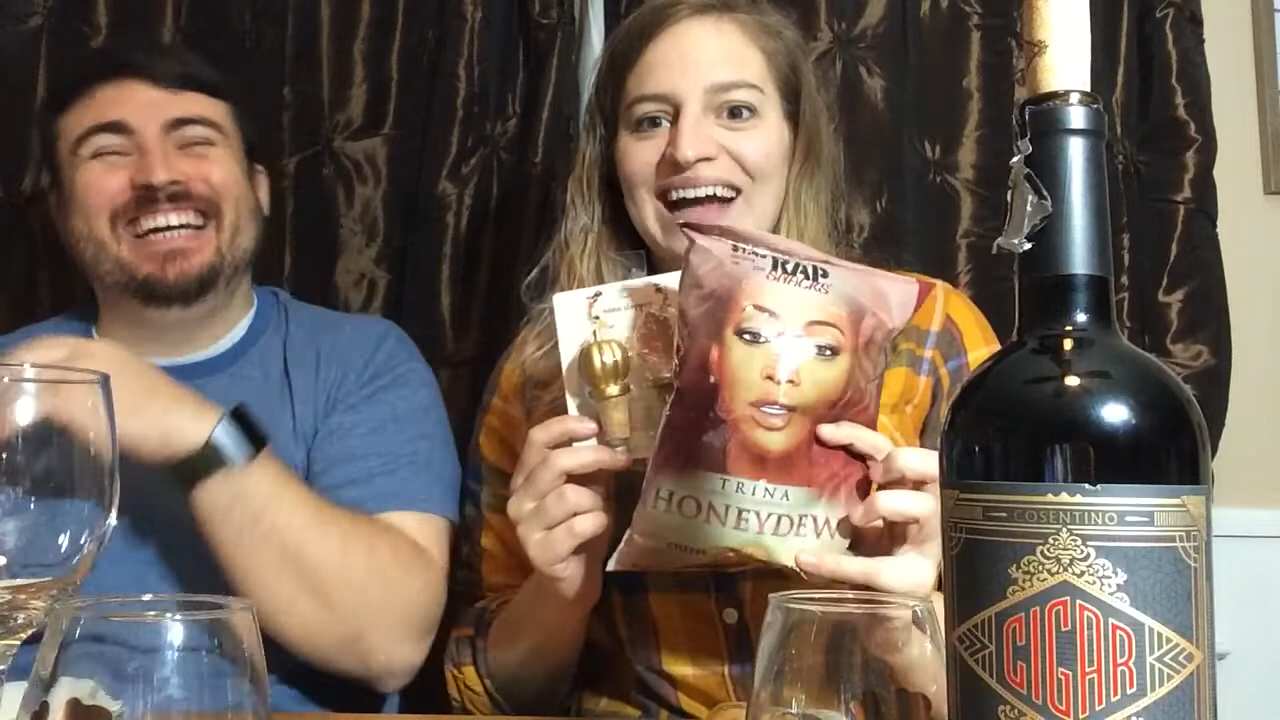 RAP
SNACKS
TRINA
HONEYDEW
COSENTINO
CIGAR